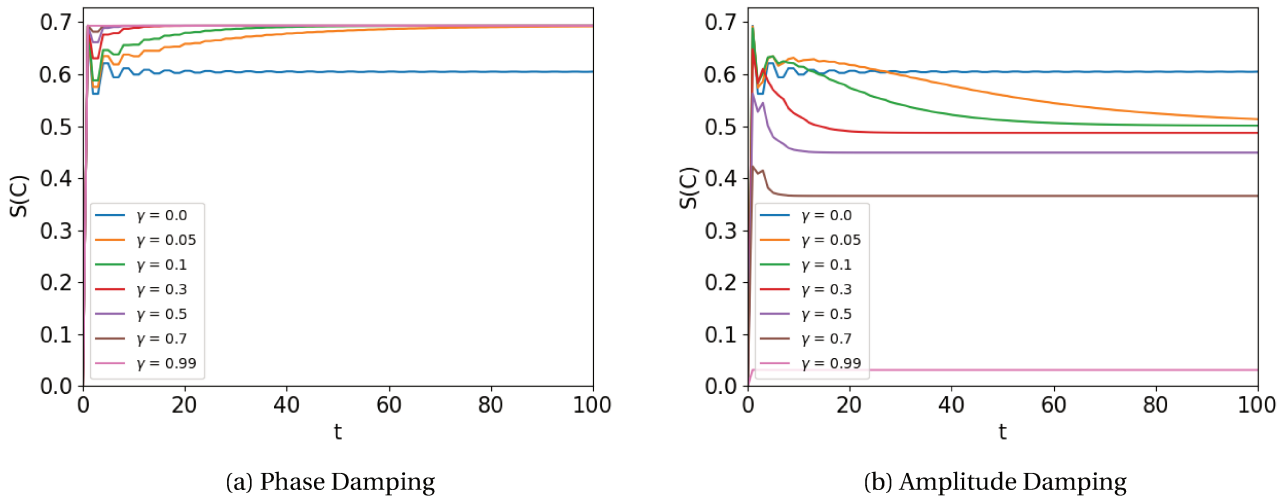 0.7
0.6
0.5
0.4
0.3
0.2
0.1
0.0
S(C)
γ = 0.0
γ = 0.05
γ = 0.1
γ = 0.3
γ = 0.5
γ = 0.7
γ = 0.99
0 20 40 60 80 100
t
(a) Phase Damping
0.7
0.6
0.5
0.4
0.3
0.2
0.1
0.0
S(C)
γ = 0.0
γ = 0.05
γ = 0.1
γ = 0.3
γ = 0.5
γ = 0.7
γ = 0.99
0 20 40 60 80 100
t
(b) Amplitude Damping